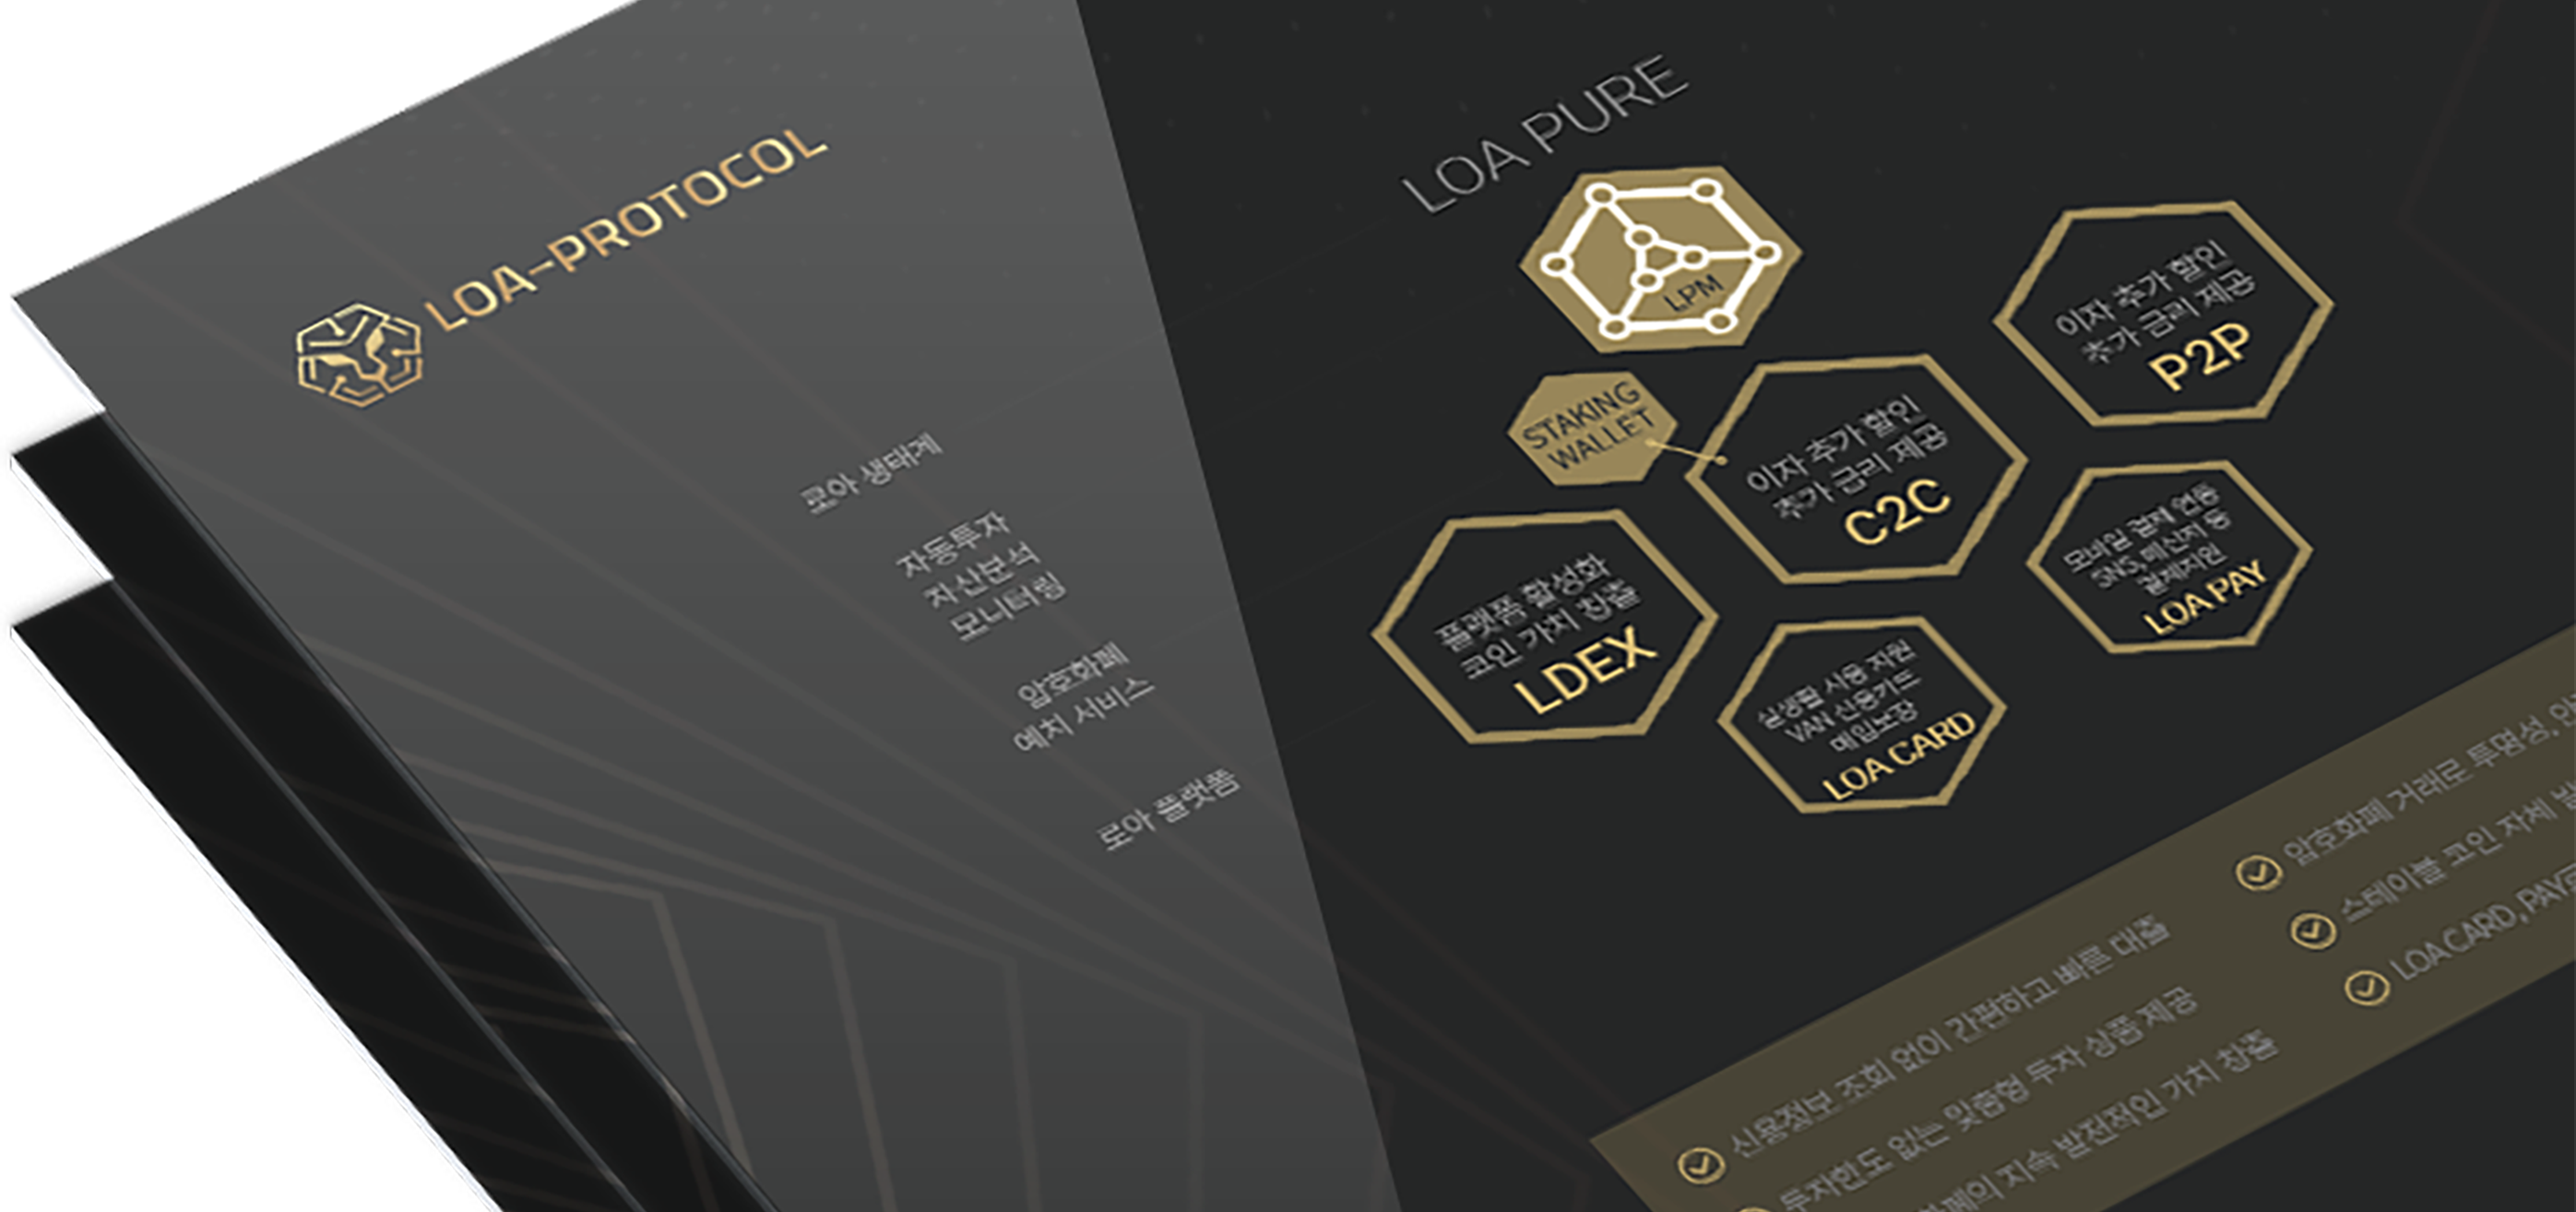 LOA-PROTOCOL
로아 생태계
자동투자
자산분석
모니터링
암호화폐
예치 서비스
로아 플랫폼
LOA PURE
LPM
STAKING
WALLET
이자 추가 할인
추가 금리 제공
P2P
이자 추가 할인
추가 금리 제공
C2C
플랫폼 활성화
코인 가치 창출
LDEX
모바일 결제 연동
SNS, 메신저 등
결제지원
LOA PAY
실생활 사용 지원
VAN 신용카드
매입보장
LOA CARD
신용정보 조회 없이 간편하고 빠른 대출
투자한도 없는 맞춤형 투자 상품 제공
지속 발전적인 가치 창출
암호화폐 거래로 투명성,
스테이블 코인 자체
LOA CARD, PAY